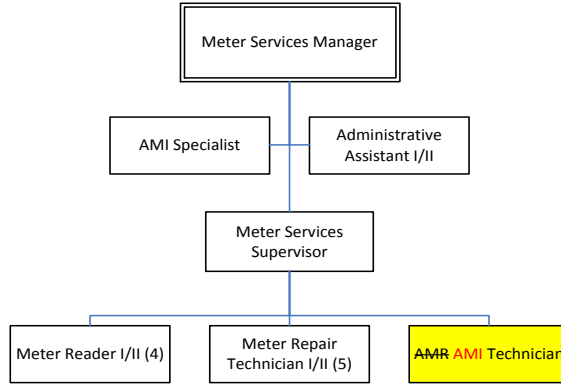 Meter Services Manager
AMI Specialist
Administrative
Assistant I/II
Meter Services
Supervisor
Meter Reader I/II (4)
Meter Repair
Technician I/II (5)
AMR AMI Technician